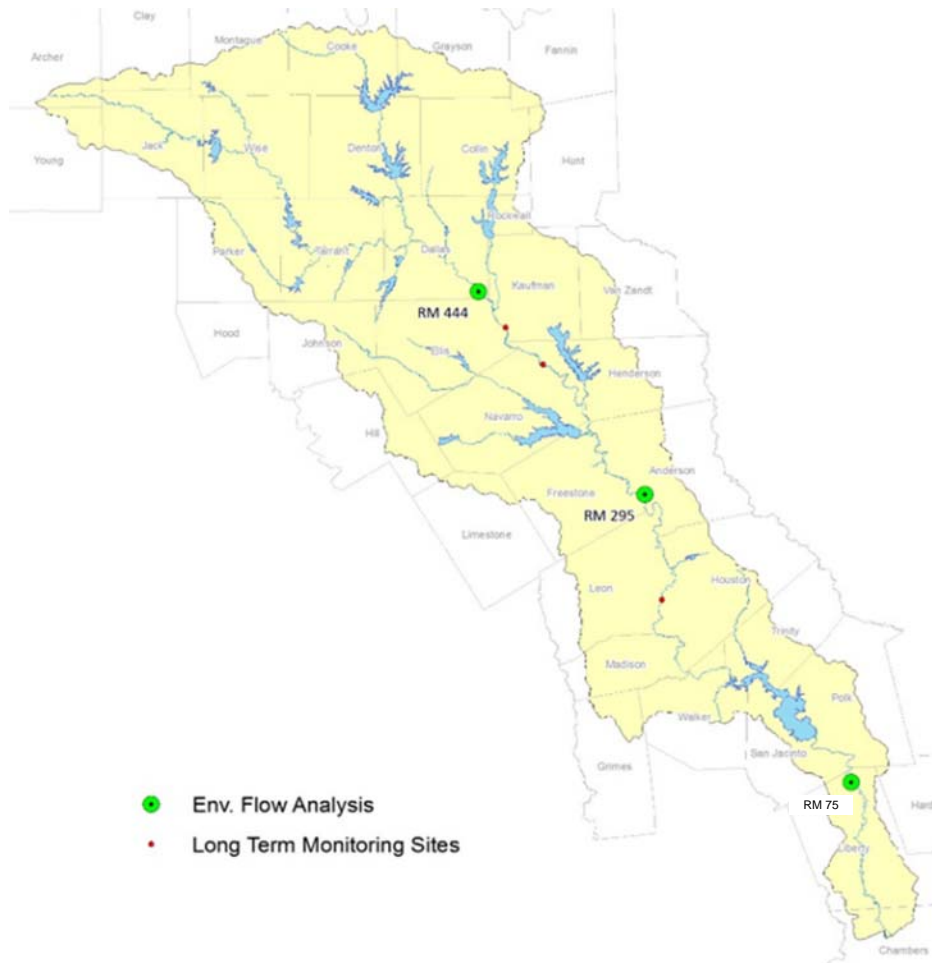 Clay
Montague
Cooke
Grayson
Fannin
Archer
Young
Jack
Wise
Denton
Collin
Hunt
Rockwall
Parker
Tarrant
Dallas
Kaufman
Van Zandt
RM 444
Hood
Johnson
Ellis
Henderson
Navarro
Hill
Anderson
Freestone
RM 295
Limestone
Leon
Houston
Trinity
Madison
Polk
Walker
San Jacinto
Grimes
Env. Flow Analysis
RM 75
Hard
Long Term Monitoring Sites
Liberty
Chambers